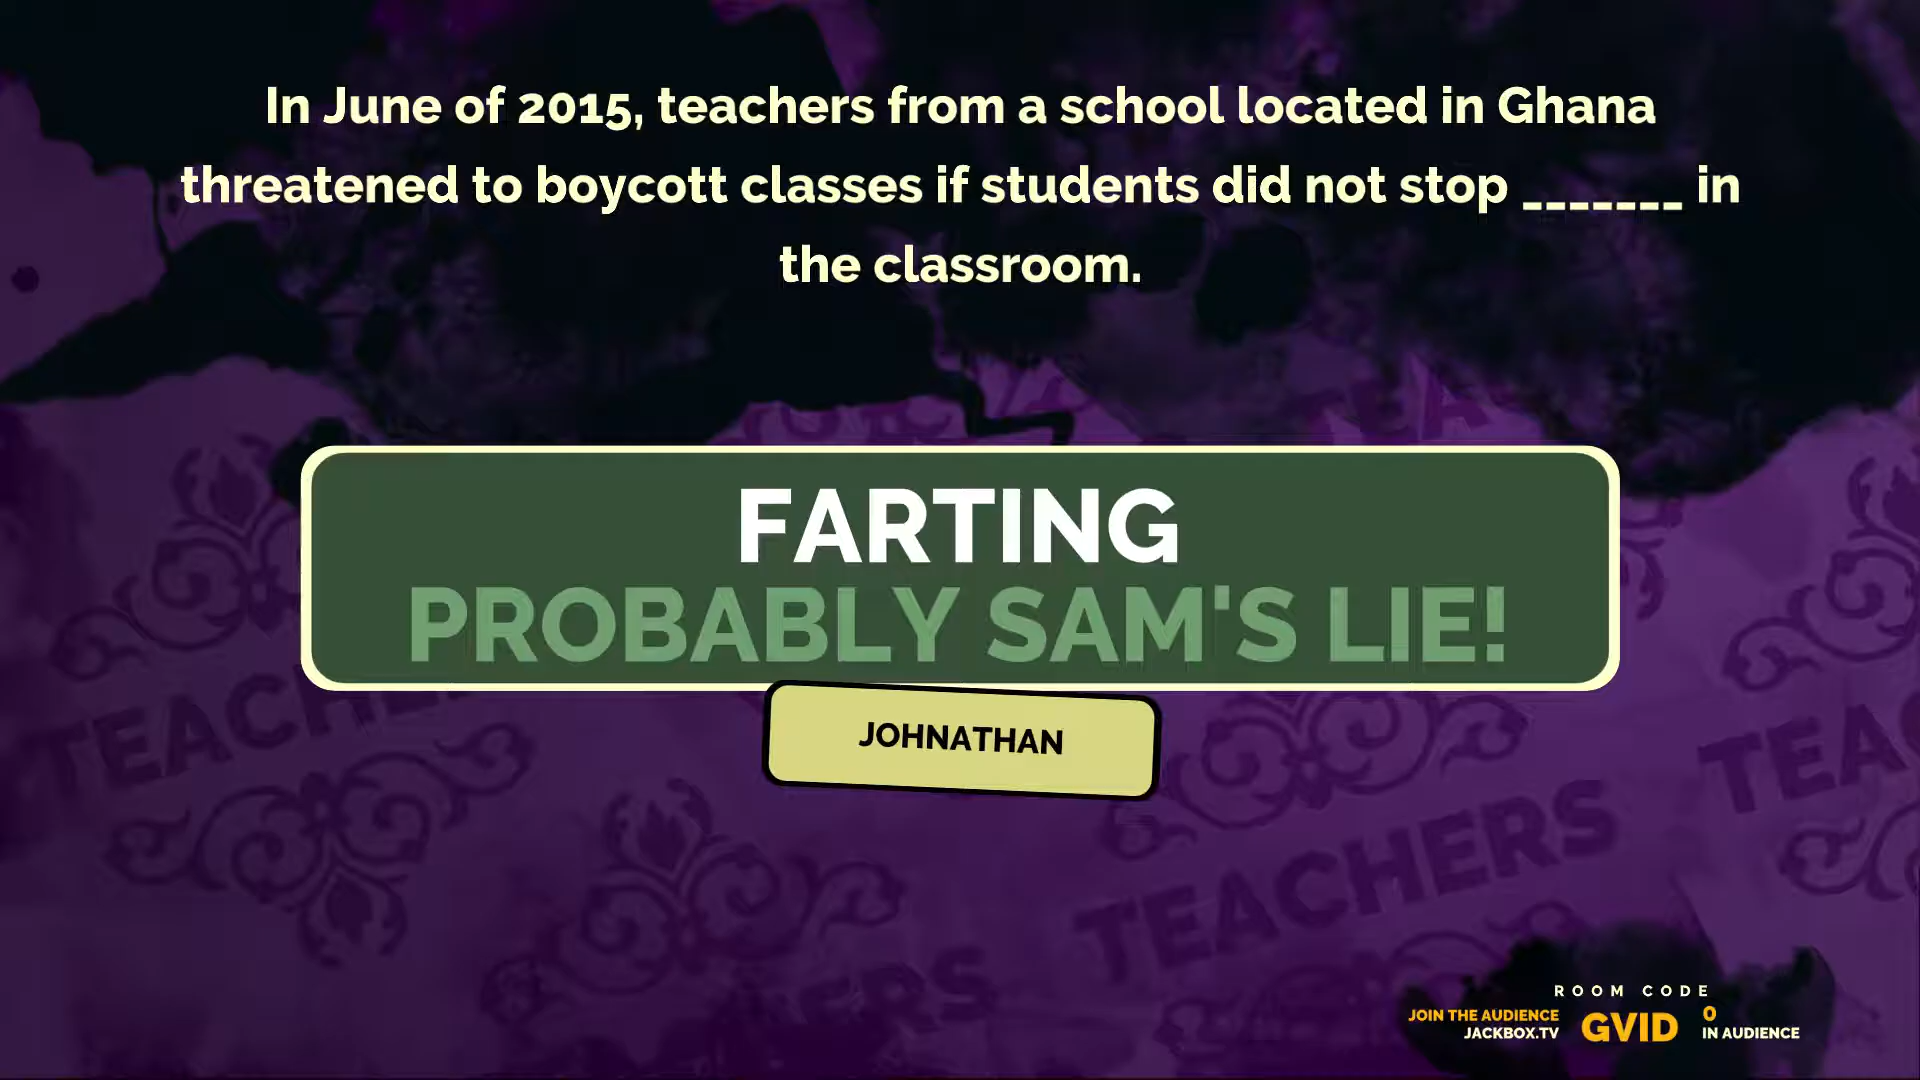 In June of 2015, teachers from a school located in Ghana
threatened to boycott classes if students did not stop _______ in
the classroom.
FARTING
PROBABLY SAM'S LIE!
JOHNATHAN
TEACHERS
TEACHERS
ROOM CODE
JOIN THE AUDIENCE
JACKBOX.TV
GVID
0
IN AUDIENCE